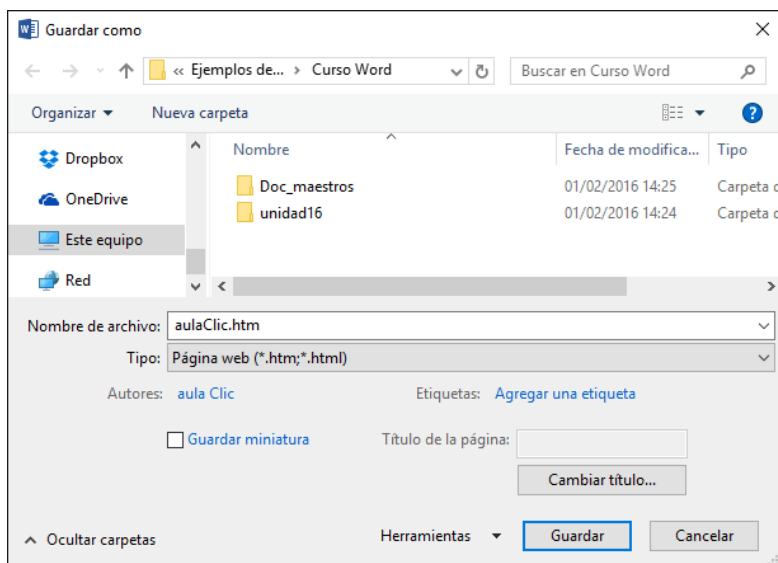 Guardar como
« Ejemplos de... > Curso Word
Buscar en Curso Word
Organizar
Nueva carpeta
Dropbox
OneDrive
Este equipo
Red
Nombre
Fecha de modifica...
Tipo
Doc_maestros
01/02/2016 14:25
Carpeta
unidad16
01/02/2016 14:24
Carpeta
Nombre de archivo: aulaClic.htm
Tipo: Página web (*.htm;*.html)
Autores: aula Clic
Etiquetas: Agregar una etiqueta
Guardar miniatura
Título de la página:
Cambiar título...
Ocultar carpetas
Herramientas
Guardar
Cancelar